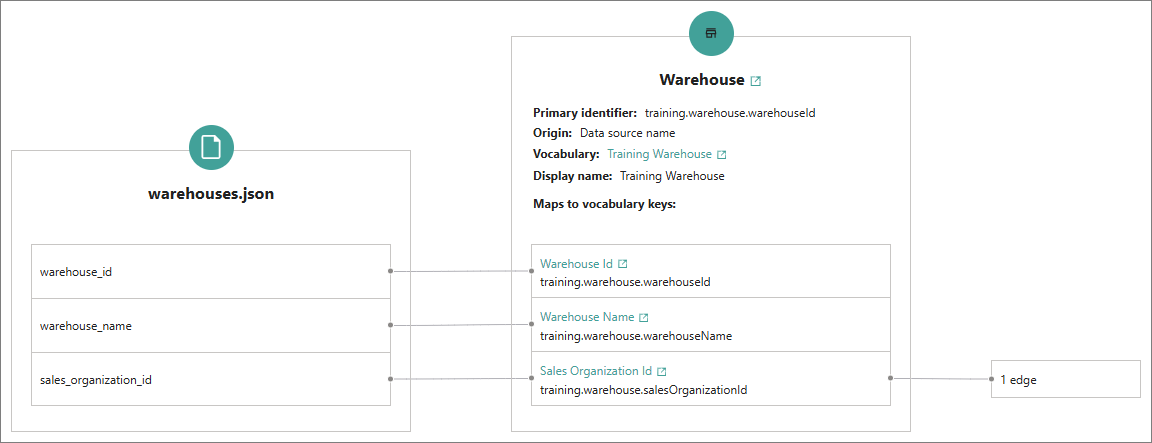 warehouses.json
warehouse_id
warehouse_name
sales_organization_id
Warehouse
Primary identifier: training.warehouse.warehouseId
Origin: Data source name
Vocabulary: Training Warehouse
Display name: Training Warehouse
Maps to vocabulary keys:
Warehouse Id
training.warehouse.warehouseId
Warehouse Name
training.warehouse.warehouseName
Sales Organization Id
training.warehouse.salesOrganizationId
1 edge